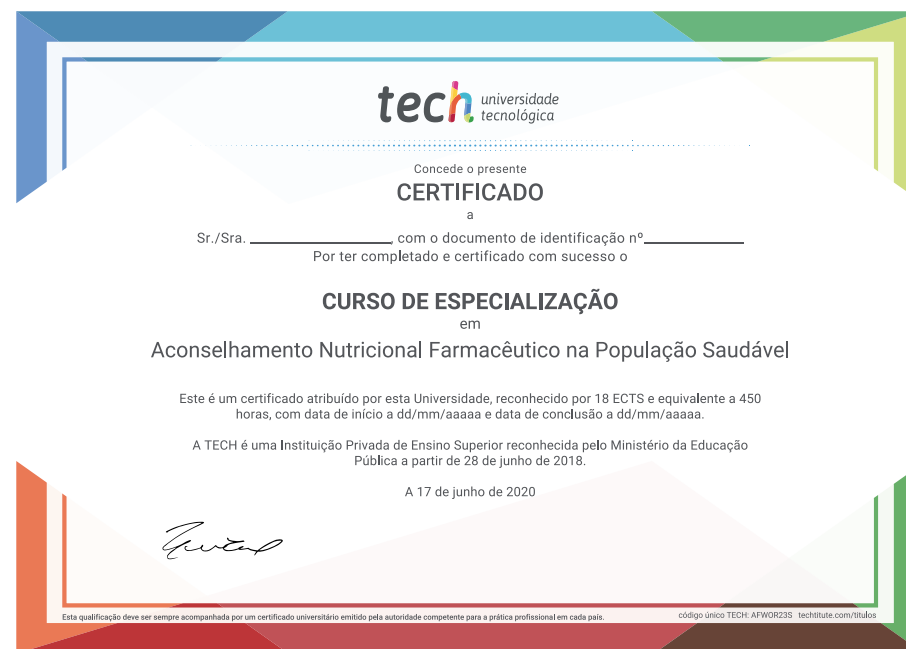 tech universidade
tecnológica
Concede o presente
CERTIFICADO
a
Sr./Sra. ____________, com o documento de identificação nº____________
Por ter completado e certificado com sucesso o
CURSO DE ESPECIALIZAÇÃO
em
Aconselhamento Nutricional Farmacêutico na População Saudável
Este é um certificado atribuído por esta Universidade, reconhecido por 18 ECTS e equivalente a 450
horas, com data de início a dd/mm/aaaaa e data de conclusão a dd/mm/aaaaa.
A TECH é uma Instituição Privada de Ensino Superior reconhecida pelo Ministério da Educação
Pública a partir de 28 de junho de 2018.
A 17 de junho de 2020
Esta qualificação deve ser sempre acompanhada por um certificado universitário emitido pela autoridade competente para a prática profissional em cada país.
código único TECH: AFWOR23S techtitute.com/titulos